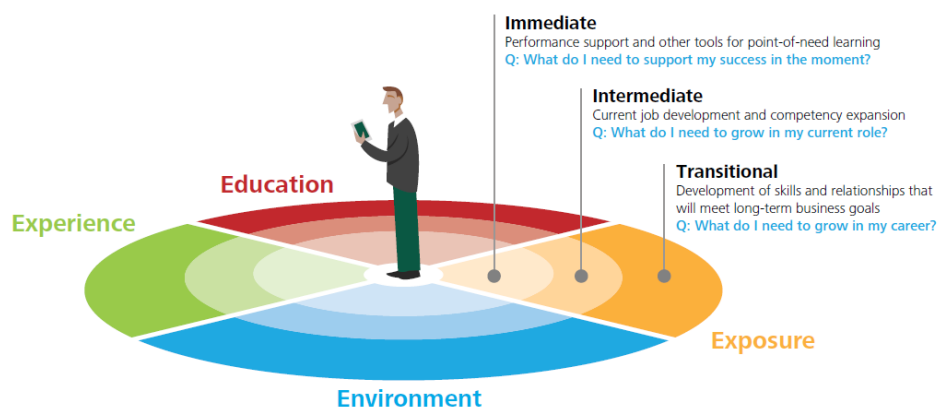 Immediate
Performance support and other tools for point-of-need learning
Q: What do I need to support my success in the moment?
Intermediate
Current job development and competency expansion
Q: What do I need to grow in my current role?
Transitional
Development of skills and relationships that
will meet long-term business goals
Q: What do I need to grow in my career?
Education
Experience
Exposure
Environment